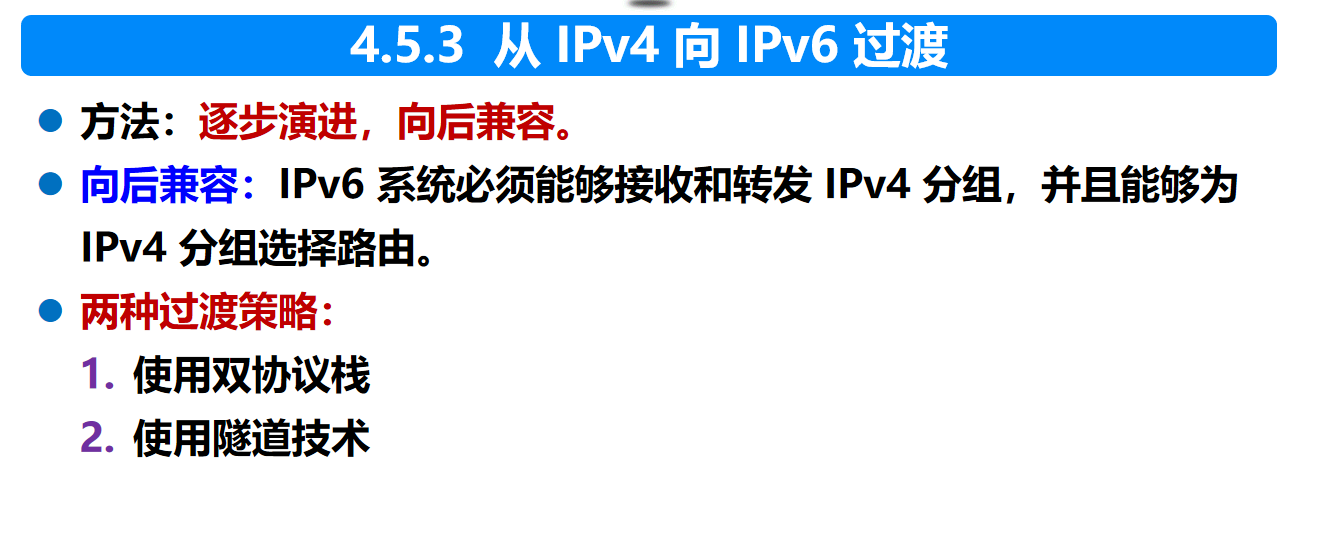 4.5.3 从 IPv4 向 IPv6 过渡
方法：逐步演进，向后兼容。
向后兼容：IPv6 系统必须能够接收和转发 IPv4 分组，并且能够为
IPv4 分组选择路由。
两种过渡策略：
1. 使用双协议栈
2. 使用隧道技术